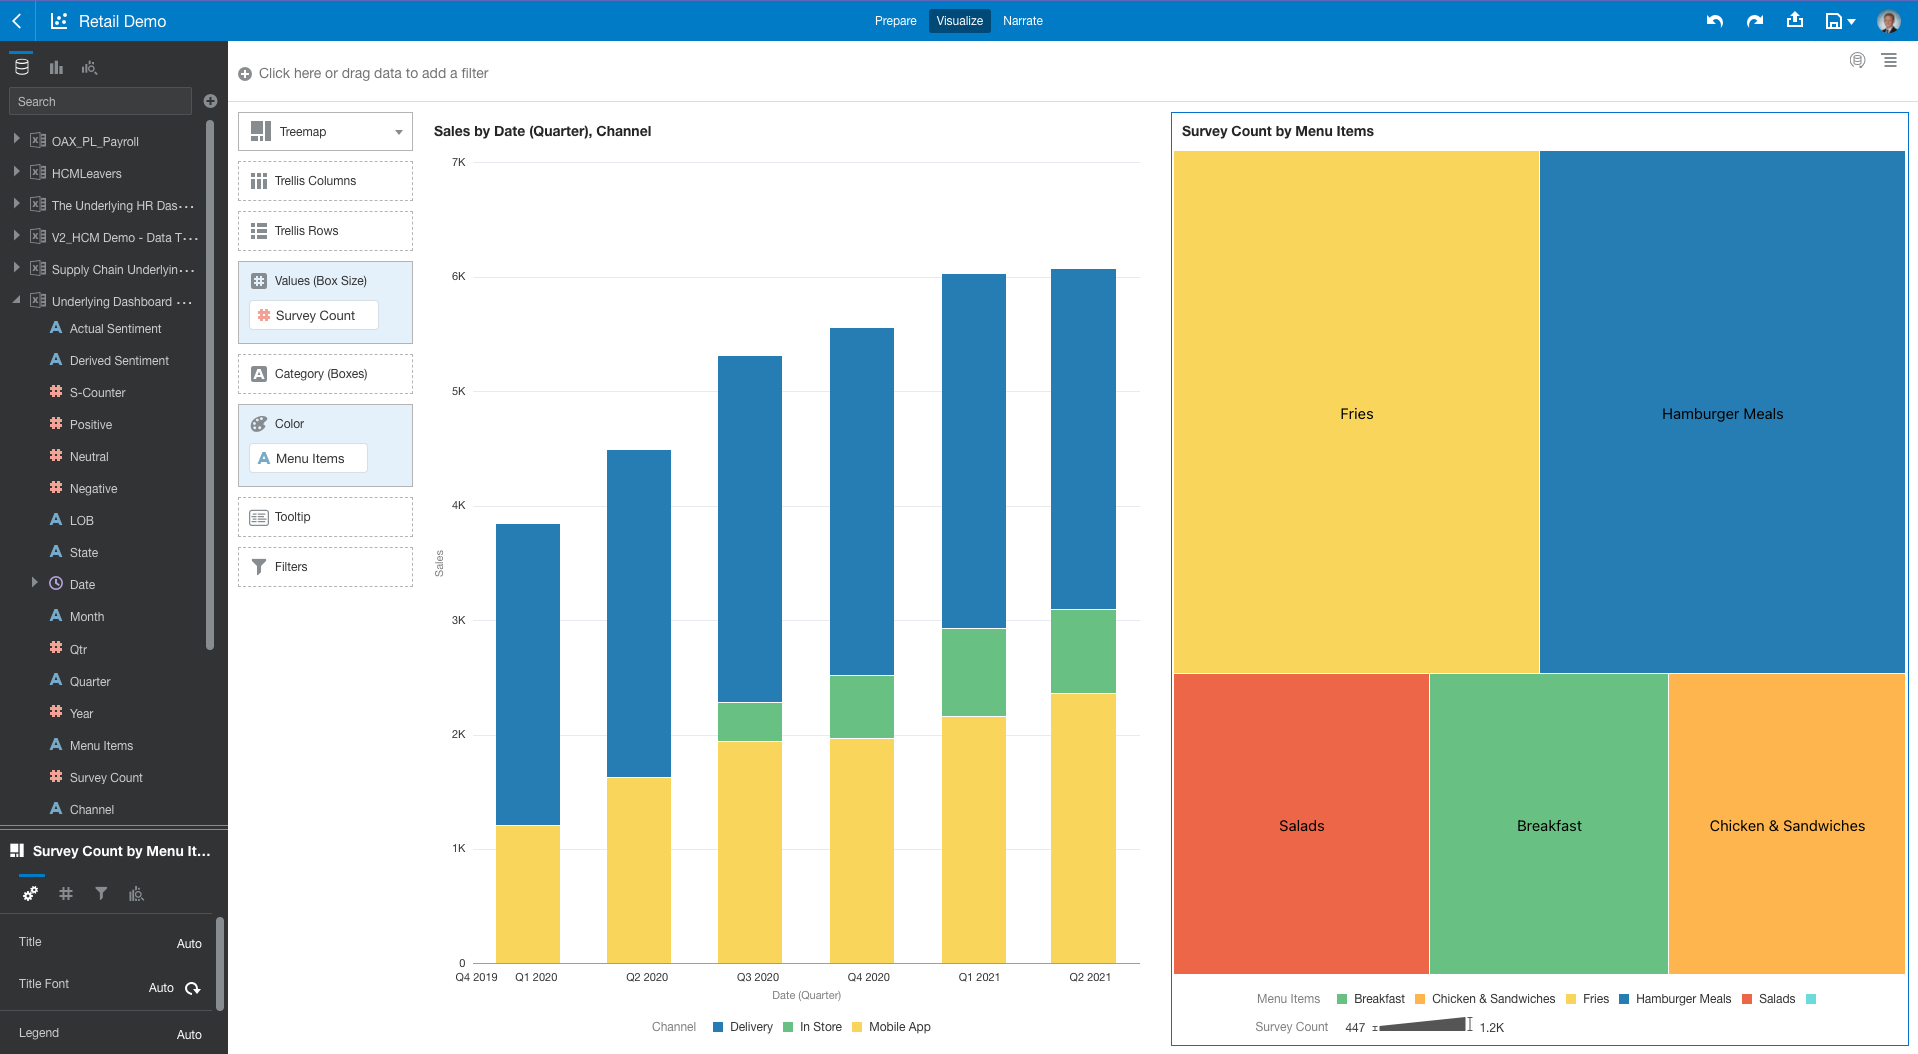 Retail Demo
Prepare
Visualize
Narrate
Search
OAX_PL_Payroll
HCMLeavers
The Underlying HR Das...
V2_HCM Demo - Data T...
Supply Chain Underlyin...
Underlying Dashboard ...
A Actual Sentiment
A Derived Sentiment
# S-Counter
# Positive
# Neutral
# Negative
A LOB
A State
Date
A Month
# Qtr
A Quarter
# Year
A Menu Items
# Survey Count
A Channel
Survey Count by Menu It...
#
Title Auto
Title Font Auto
Legend Auto
Click here or drag data to add a filter
Treemap
Trellis Columns
Trellis Rows
# Values (Box Size)
# Survey Count
A Category (Boxes)
Color
A Menu Items
Tooltip
Filters
Sales by Date (Quarter), Channel
7K
6K
5K
4K
3K
2K
1K
0
Sales
Q4 2019 Q1 2020 Q2 2020 Q3 2020 Q4 2020 Q1 2021 Q2 2021
Date (Quarter)
Channel Delivery In Store Mobile App
Survey Count by Menu Items
Fries
Hamburger Meals
Salads
Breakfast
Chicken & Sandwiches
Menu Items Breakfast Chicken & Sandwiches Fries Hamburger Meals Salads
Survey Count 447 1.2K